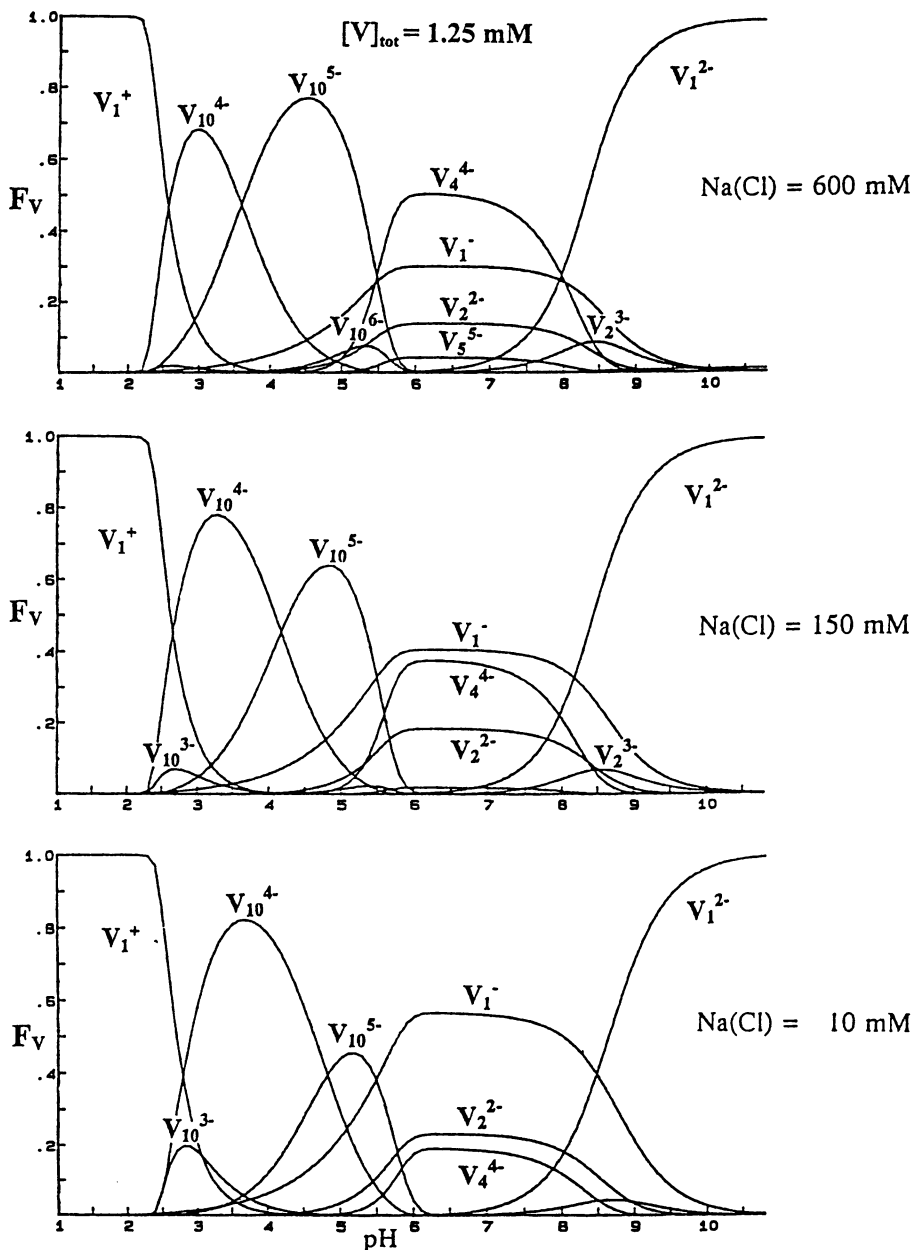 [V]tot = 1.25 mM
1.0
.8
.6
.4
.2
F_V
V₁⁺
V₁₀⁴⁻
V₁₀⁵⁻
V₄⁴⁻
V₁⁻
V₁₀⁶⁻
V₂²⁻
V₅⁵⁻
V₂³⁻
V₁²⁻
Na(Cl) = 600 mM
1 2 3 4 5 6 7 8 9 10
1.0
.8
.6
.4
.2
F_V
V₁⁺
V₁₀³⁻
V₁₀⁴⁻
V₁₀⁵⁻
V₁⁻
V₄⁴⁻
V₂²⁻
V₂³⁻
V₁²⁻
Na(Cl) = 150 mM
1 2 3 4 5 6 7 8 9 10
1.0
.8
.6
.4
.2
F_V
V₁⁺
V₁₀³⁻
V₁₀⁴⁻
V₁₀⁵⁻
V₁⁻
V₂²⁻
V₄⁴⁻
V₁²⁻
Na(Cl) = 10 mM
1 2 3 4 5 6 7 8 9 10
pH